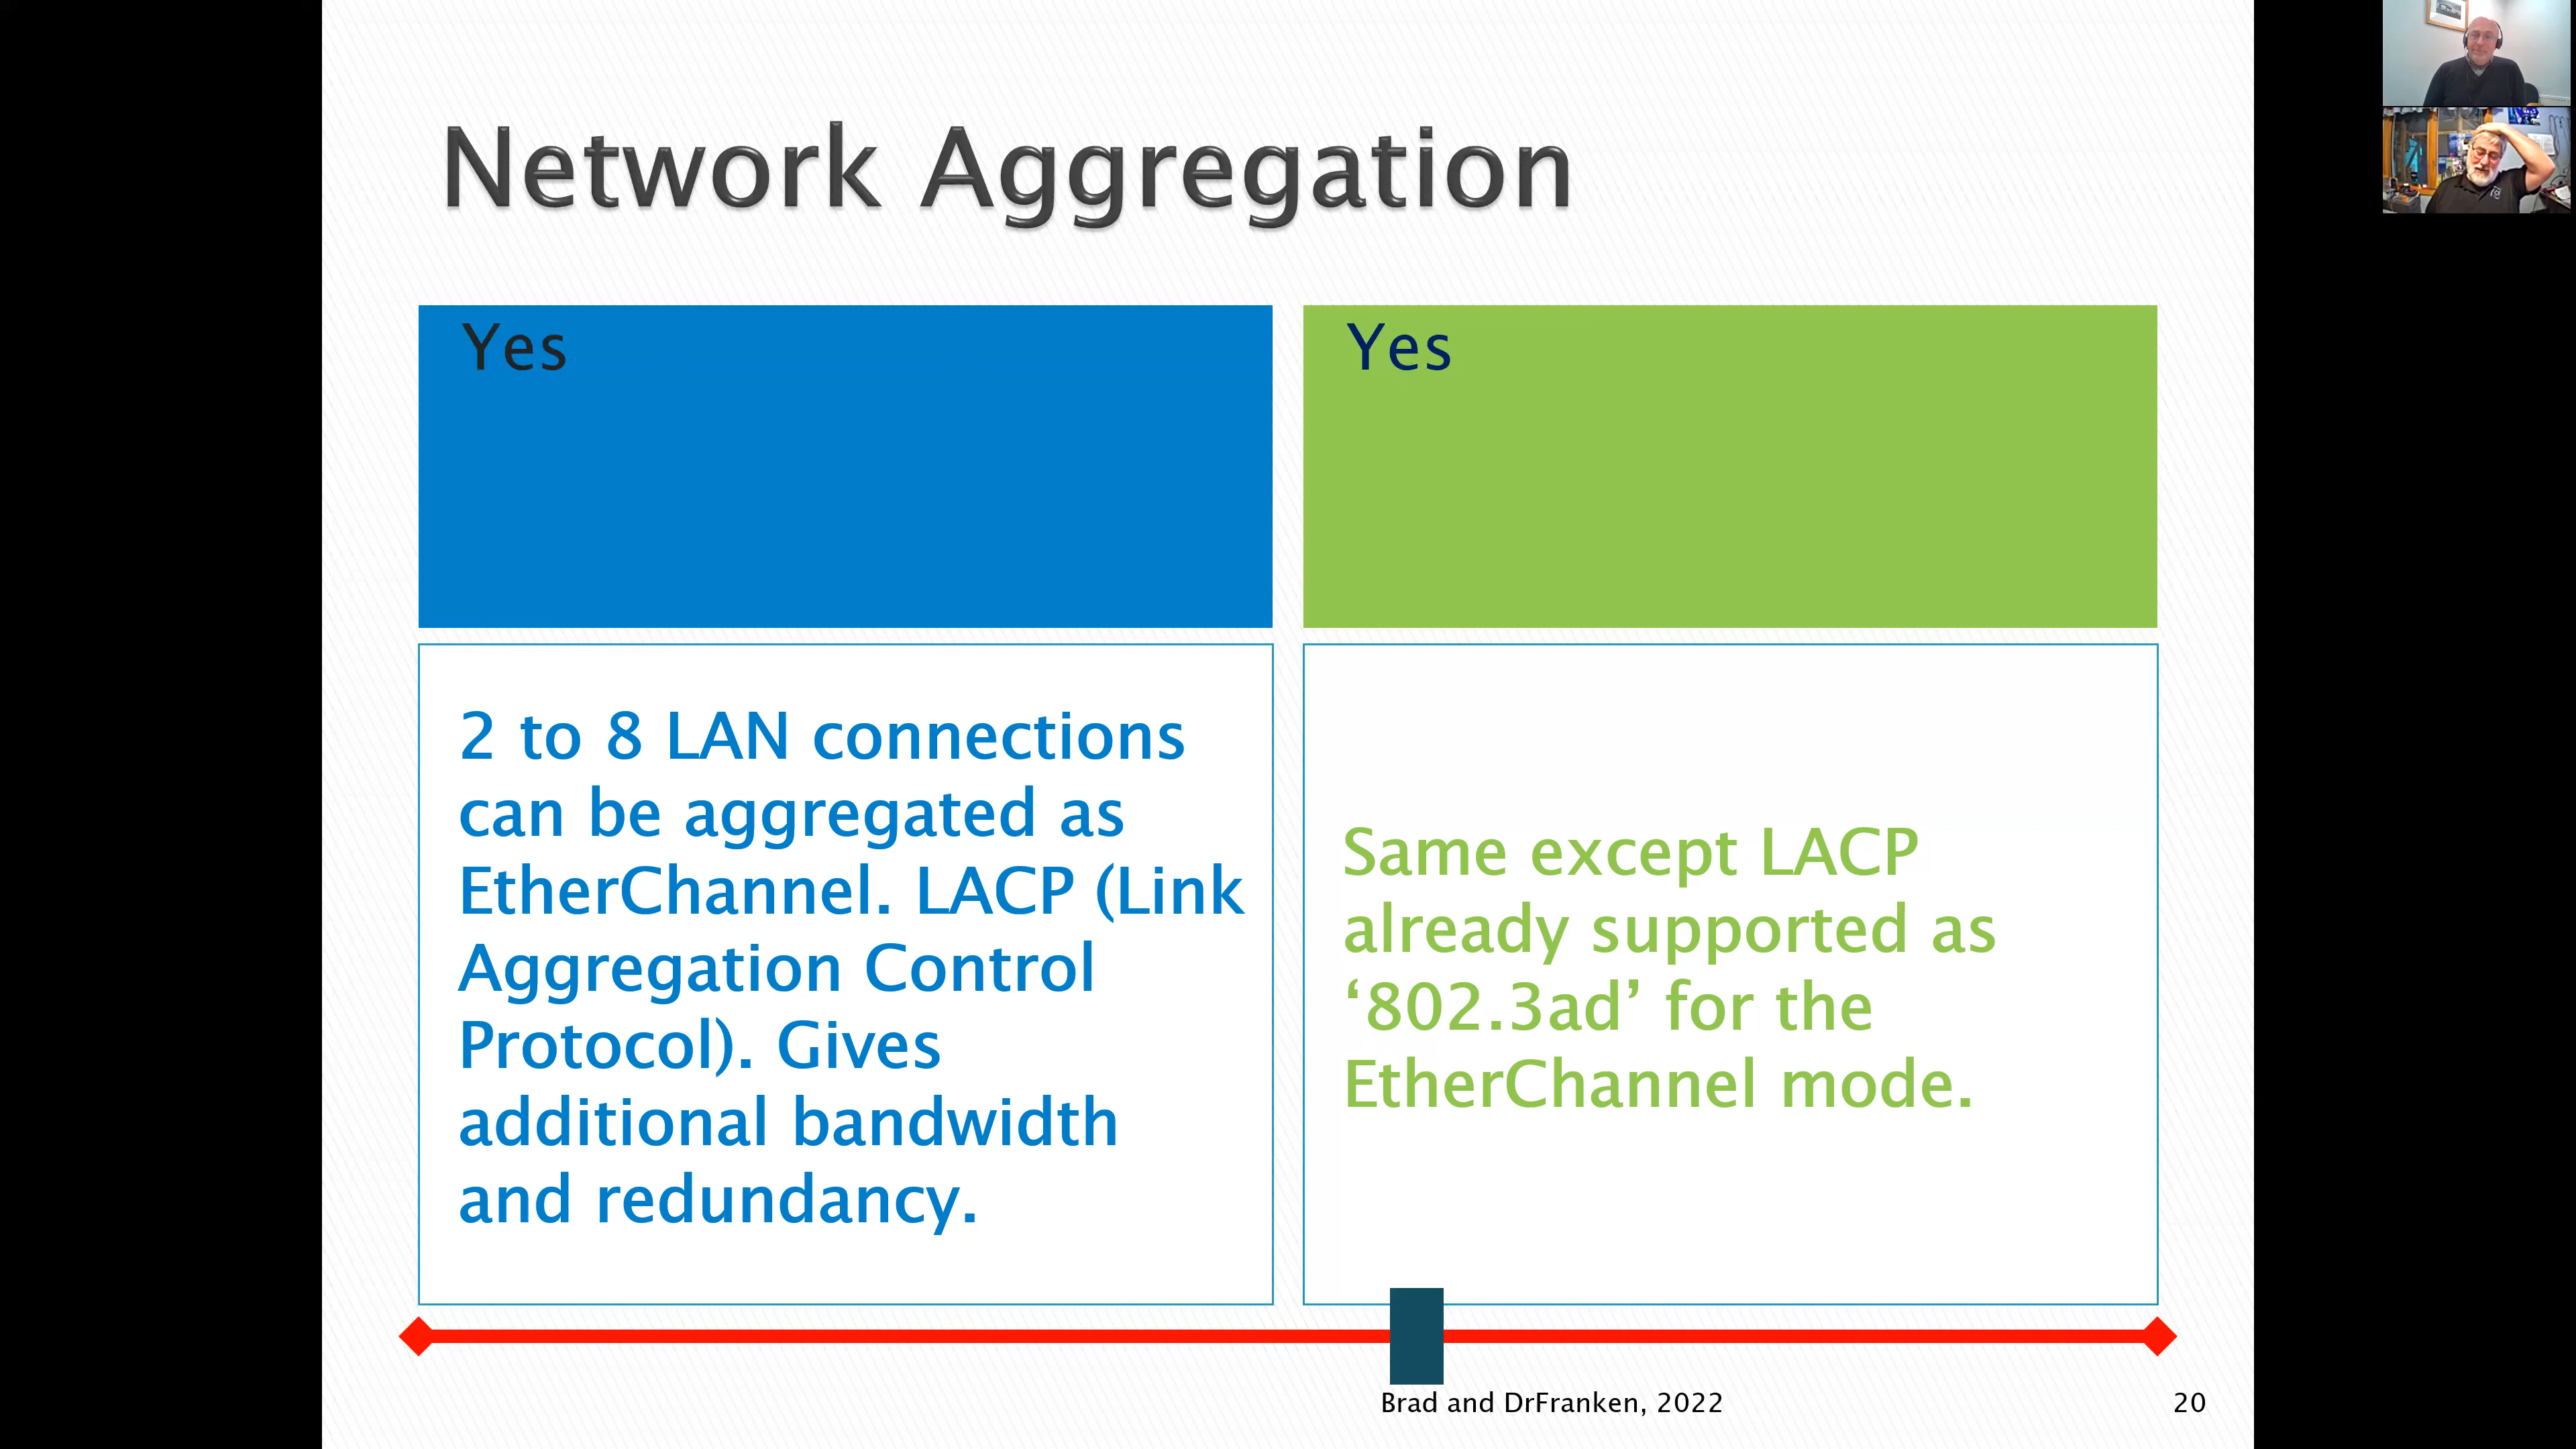 Network Aggregation
Yes
Yes
2 to 8 LAN connections
can be aggregated as
EtherChannel. LACP (Link
Aggregation Control
Protocol). Gives
additional bandwidth
and redundancy.
Same except LACP
already supported as
‘802.3ad’ for the
EtherChannel mode.
Brad and DrFranken, 2022
20